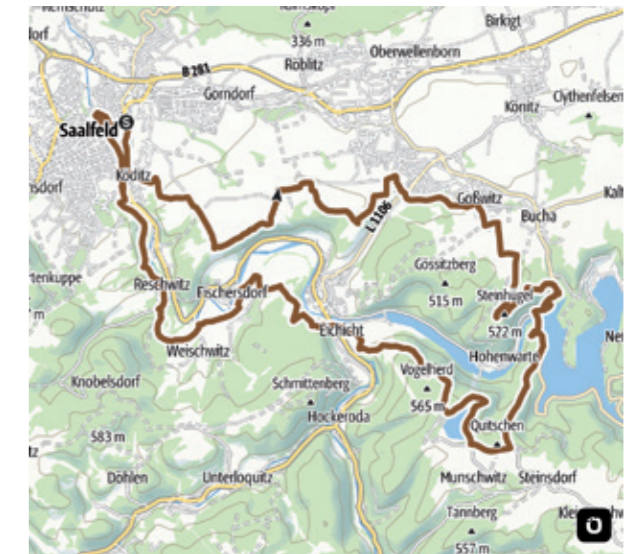 336 m
Birkigt
Oberwellenborn
Röblitz
B 281
Gorndorf
Könitz
Clythenfelsen
Saalfeld
S
Köditz
Goßwitz
Bucha
L 1106
Gössitzberg
515 m
Steinhügel
522 m
Reschwitz
Fischersdorf
Eichicht
Hohenwarte
Weischwitz
Vogelherd
565 m
Knobelsdorf
Schmittenberg
Hockeroda
Quitschen
583 m
Döhlen
Unterloquitz
Munschwitz
Steinsdorf
Tannberg
557 m